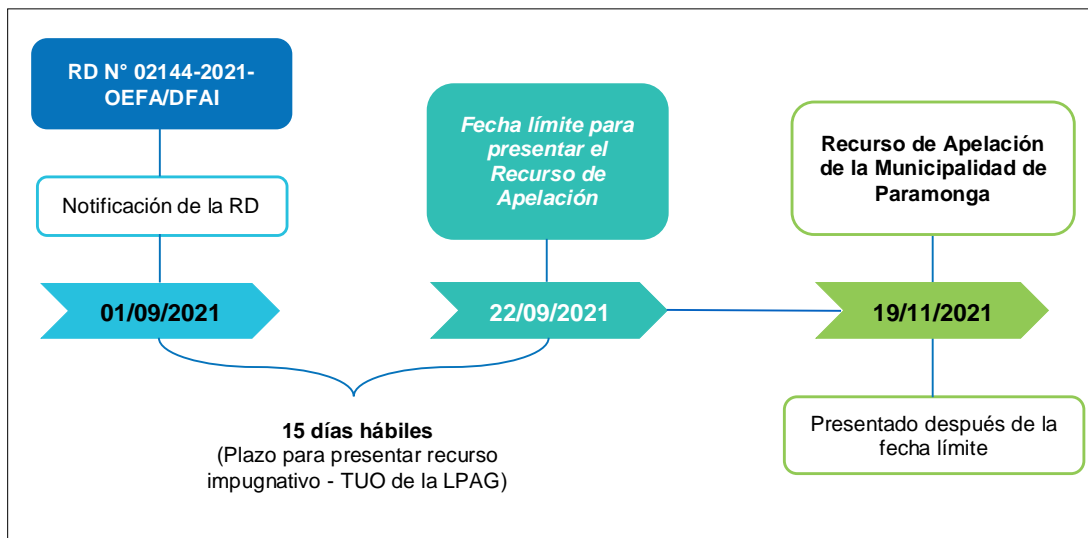 RD N° 02144-2021-
OEFA/DFAI
Notificación de la RD
01/09/2021
Fecha límite para
presentar el
Recurso de
Apelación
22/09/2021
Recurso de Apelación
de la Municipalidad de
Paramonga
19/11/2021
Presentado después de la
fecha límite
15 días hábiles
(Plazo para presentar recurso
impugnativo - TUO de la LPAG)